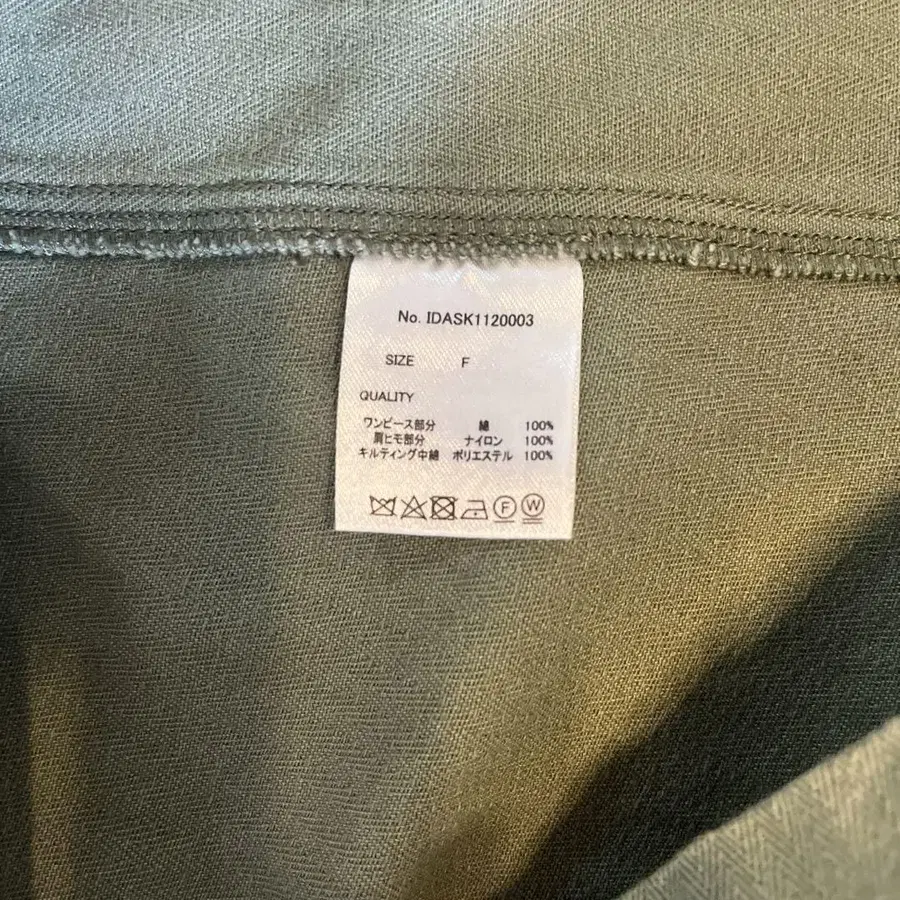 No. IDASK1120003
SIZE F
QUALITY
ワンピース部分 綿 100%
肩ヒモ部分 ナイロン 100%
キルティング中綿 ポリエステル 100%
F W